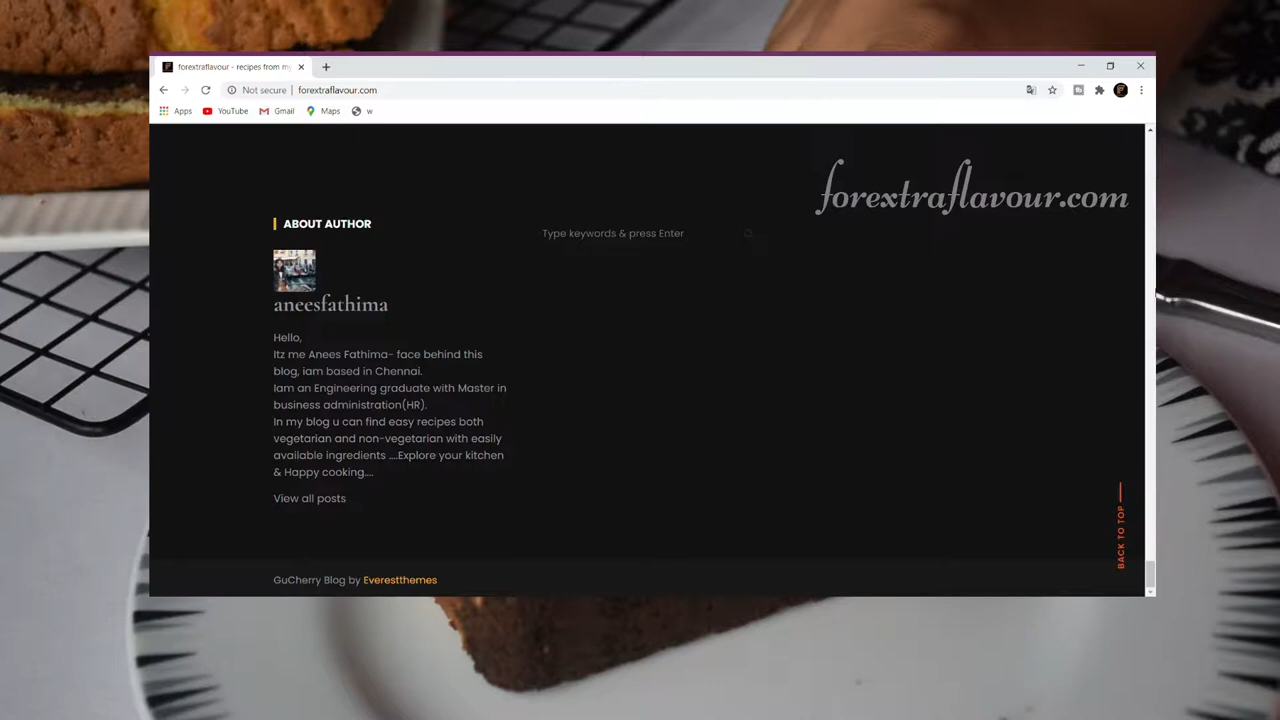 forextraflavour - recipes from my
Not secure
forextraflavour.com
Apps
YouTube
Gmail
Maps
w
forextraflavour.com
ABOUT AUTHOR
Type keywords & press Enter
aneesfathima
Hello,
Itz me Anees Fathima- face behind this
blog, iam based in Chennai.
Iam an Engineering graduate with Master in
business administration(HR).
In my blog u can find easy recipes both
vegetarian and non-vegetarian with easily
available ingredients ....Explore your kitchen
& Happy cooking....
View all posts
BACK TO TOP
GuCherry Blog by Everestthemes